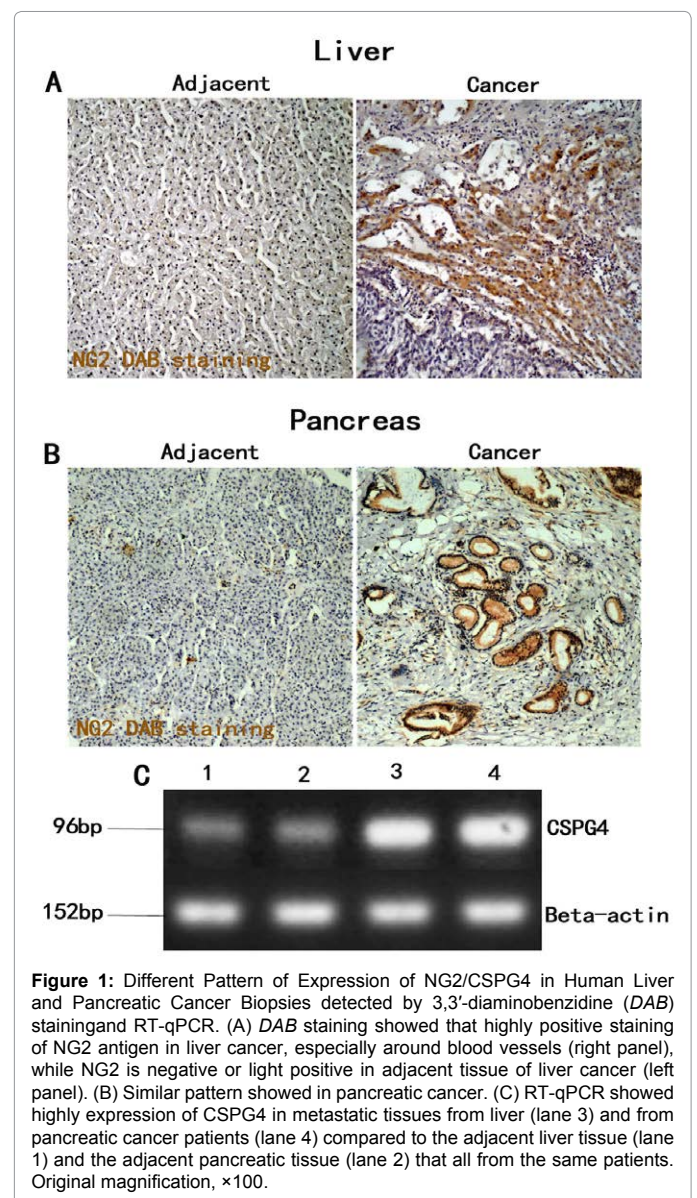 Liver
A Adjacent Cancer
NG2 DAB staining
Pancreas
B Adjacent Cancer
NG2 DAB staining
C 1 2 3 4
96bp CSPG4
152bp Beta-actin
Figure 1: Different Pattern of Expression of NG2/CSPG4 in Human Liver
and Pancreatic Cancer Biopsies detected by 3,3′-diaminobenzidine (DAB)
stainingand RT-qPCR. (A) DAB staining showed that highly positive staining
of NG2 antigen in liver cancer, especially around blood vessels (right panel),
while NG2 is negative or light positive in adjacent tissue of liver cancer (left
panel). (B) Similar pattern showed in pancreatic cancer. (C) RT-qPCR showed
highly expression of CSPG4 in metastatic tissues from liver (lane 3) and from
pancreatic cancer patients (lane 4) compared to the adjacent liver tissue (lane
1) and the adjacent pancreatic tissue (lane 2) that all from the same patients.
Original magnification, ×100.